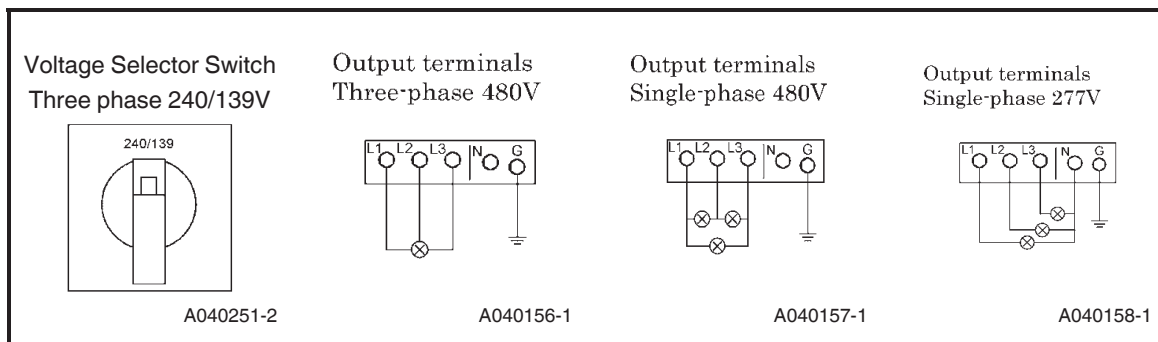 Voltage Selector Switch
Three phase 240/139V
240/139
A040251-2
Output terminals
Three-phase 480V
L1 L2 L3 N G
A040156-1
Output terminals
Single-phase 480V
L1 L2 L3 N G
A040157-1
Output terminals
Single-phase 277V
L1 L2 L3 N G
A040158-1